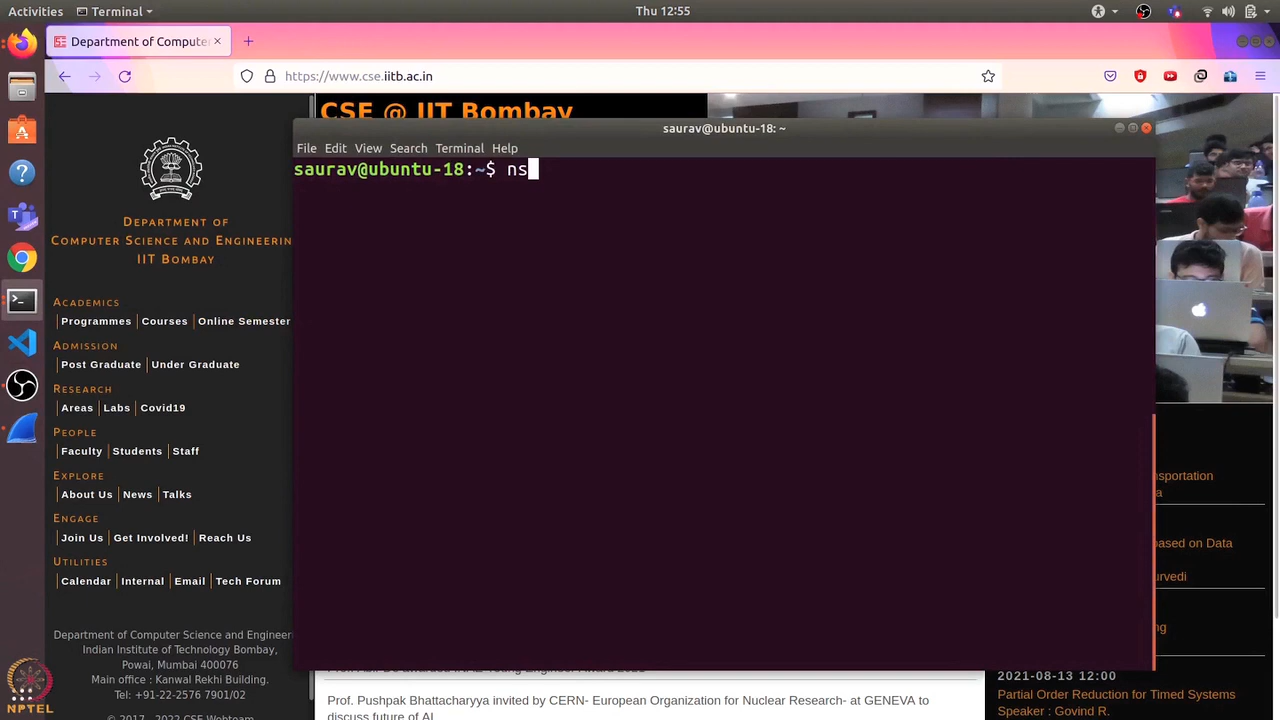 Activities
Terminal
Thu 12:55
Department of Compute
https://www.cse.iitb.ac.in
CSE @ IIT Bombay
saurav@ubuntu-18: ~
File Edit View Search Terminal Help
saurav@ubuntu-18:~$ ns
DEPARTMENT OF
COMPUTER SCIENCE AND ENGINEERIN
IIT BOMBAY
ACADEMICS
Programmes Courses Online Semester
ADMISSION
Post Graduate Under Graduate
RESEARCH
Areas Labs Covid19
PEOPLE
Faculty Students Staff
EXPLORE
About Us News Talks
ENGAGE
Join Us Get Involved! Reach Us
UTILITIES
Calendar Internal Email Tech Forum
Department of Computer Science and Engineerin
Indian Institute of Technology Bombay,
Powai, Mumbai 400076
Main office : Kanwal Rekhi Building.
Tel: +91-22-2576 7901/02
© 2017 - 2022 CSE Webteam
Prof. Pushpak Bhattacharyya invited by CERN- European Organization for Nuclear Research- at GENEVA to
discuss future of AI
nsportation
a
based on Data
urvedi
ng
2021-08-13 12:00
Partial Order Reduction for Timed Systems
Speaker : Govind R.
NPTEL